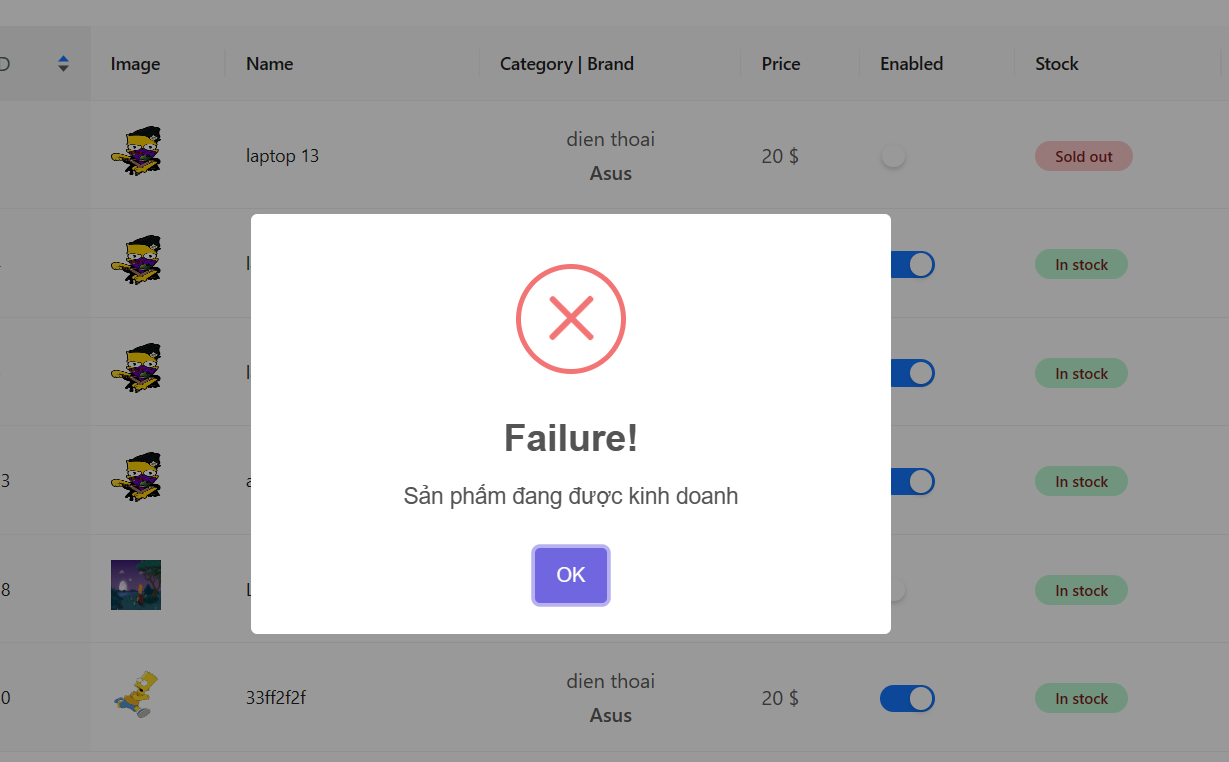 Image Name Category | Brand Price Enabled Stock
laptop 13 dien thoai Asus 20 $ Sold out
In stock
In stock
3 In stock
8 In stock
0 33ff2f2f dien thoai Asus 20 $ In stock
Failure!
Sản phẩm đang được kinh doanh
OK